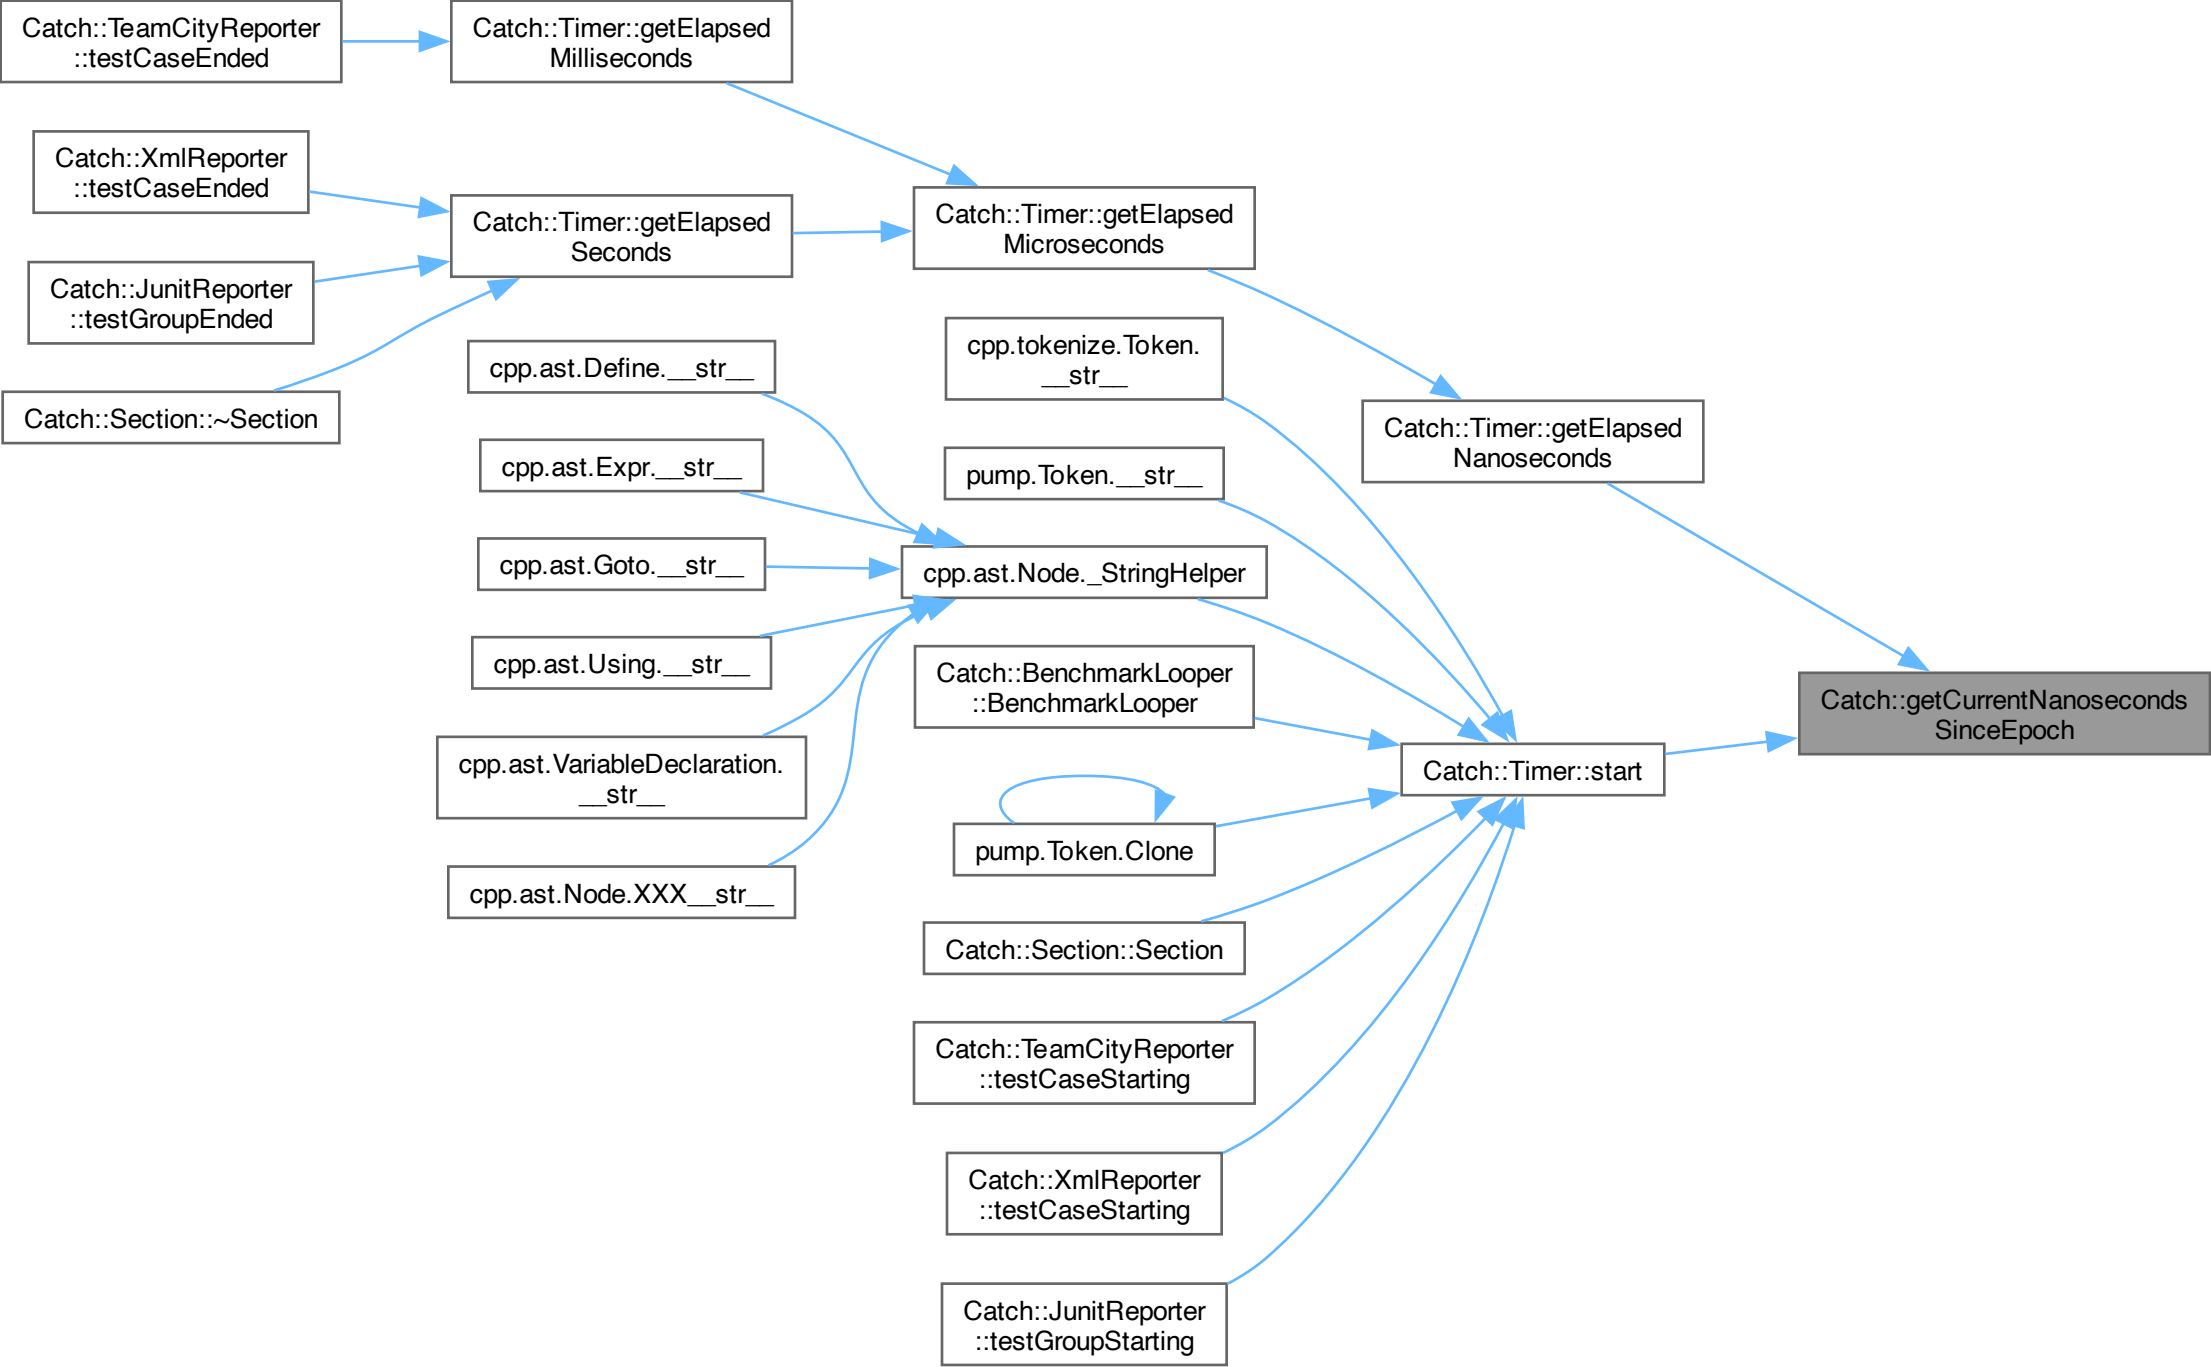 Catch::TeamCityReporter
::testCaseEnded
Catch::Timer::getElapsed
Milliseconds
Catch::XmlReporter
::testCaseEnded
Catch::Timer::getElapsed
Seconds
Catch::Timer::getElapsed
Microseconds
Catch::JunitReporter
::testGroupEnded
Catch::Section::~Section
cpp.ast.Define.__str__
cpp.tokenize.Token.
__str__
Catch::Timer::getElapsed
Nanoseconds
cpp.ast.Expr.__str__
pump.Token.__str__
cpp.ast.Goto.__str__
cpp.ast.Node._StringHelper
cpp.ast.Using.__str__
Catch::BenchmarkLooper
::BenchmarkLooper
Catch::getCurrentNanoseconds
SinceEpoch
cpp.ast.VariableDeclaration.
__str__
Catch::Timer::start
pump.Token.Clone
cpp.ast.Node.XXX__str__
Catch::Section::Section
Catch::TeamCityReporter
::testCaseStarting
Catch::XmlReporter
::testCaseStarting
Catch::JunitReporter
::testGroupStarting